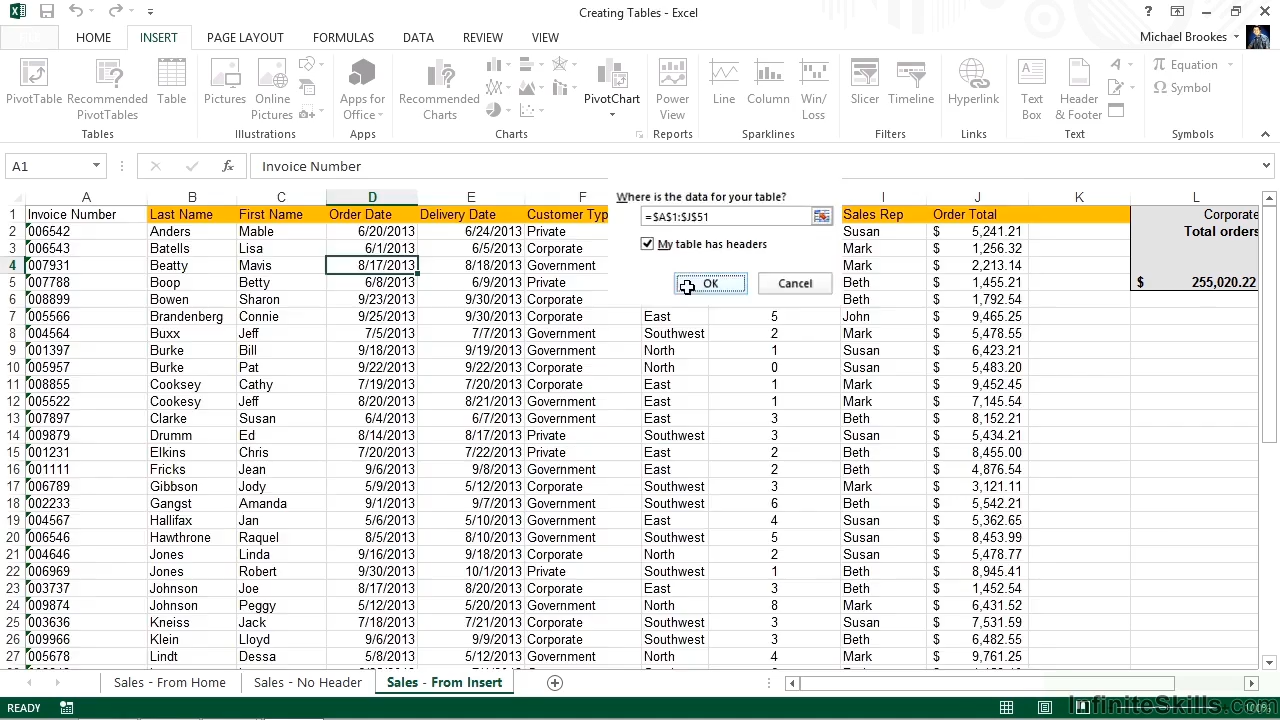 Creating Tables - Excel
HOME INSERT PAGE LAYOUT FORMULAS DATA REVIEW VIEW Michael Brookes
PivotTable Recommended PivotTables Table Pictures Online Pictures Apps for Office Recommended Charts PivotChart Power View Line Column Win/Loss Slicer Timeline Hyperlink Text Box Header & Footer Equation Symbol
Tables Illustrations Apps Charts Reports Sparklines Filters Links Text Symbols
A1 fx Invoice Number
A B C D E F I J K L
Where is the data for your table?
=$A$1:$J$51
My table has headers
OK Cancel
1 Invoice Number Last Name First Name Order Date Delivery Date Customer Typ Sales Rep Order Total Corporate
2 006542 Anders Mable 6/20/2013 6/24/2013 Private Susan $ 5,241.21 Total orders
3 006543 Batells Lisa 6/1/2013 6/5/2013 Corporate Mark $ 1,256.32
4 007931 Beatty Mavis 8/17/2013 8/18/2013 Government Mark $ 2,213.14
5 007788 Boop Betty 6/8/2013 6/9/2013 Private Beth $ 1,455.21 $ 255,020.22
6 008899 Bowen Sharon 9/23/2013 9/30/2013 Corporate Beth $ 1,792.54
7 005566 Brandenberg Connie 9/25/2013 9/30/2013 Corporate East 5 John $ 9,465.25
8 004564 Buxx Jeff 7/5/2013 7/7/2013 Government Southwest 2 Mark $ 5,478.55
9 001397 Burke Bill 9/18/2013 9/19/2013 Government North 1 Susan $ 6,423.21
10 005957 Burke Pat 9/22/2013 9/22/2013 Corporate North 0 Susan $ 5,483.20
11 008855 Cooksey Cathy 7/19/2013 7/20/2013 Corporate East 1 Mark $ 9,452.45
12 005522 Cookesy Jeff 8/20/2013 8/21/2013 Government East 1 Mark $ 7,145.54
13 007897 Clarke Susan 6/4/2013 6/7/2013 Government East 3 Beth $ 8,152.21
14 009879 Drumm Ed 8/14/2013 8/17/2013 Private Southwest 3 Susan $ 5,434.21
15 001231 Elkins Chris 7/20/2013 7/22/2013 Private East 2 Beth $ 8,455.00
16 001111 Fricks Jean 9/6/2013 9/8/2013 Government East 2 Beth $ 4,876.54
17 006789 Gibbson Jody 5/9/2013 5/12/2013 Corporate Southwest 3 Mark $ 3,121.11
18 002233 Gangst Amanda 9/1/2013 9/7/2013 Government Southwest 6 Beth $ 5,542.21
19 004567 Hallifax Jan 5/6/2013 5/10/2013 Government East 4 Susan $ 5,362.65
20 006546 Hawthrone Raquel 8/5/2013 8/10/2013 Government Southwest 5 Susan $ 8,453.99
21 004646 Jones Linda 9/16/2013 9/18/2013 Corporate North 2 Susan $ 5,478.77
22 006969 Jones Robert 9/30/2013 10/1/2013 Private Southwest 1 Beth $ 8,945.41
23 003737 Johnson Joe 8/17/2013 8/20/2013 Corporate East 3 Beth $ 1,452.54
24 009874 Johnson Peggy 5/12/2013 5/20/2013 Government North 8 Mark $ 6,431.52
25 003636 Kneiss Jack 7/18/2013 7/21/2013 Corporate Southwest 3 Susan $ 7,531.59
26 009966 Klein Lloyd 9/6/2013 9/9/2013 Corporate Southwest 3 Beth $ 6,482.55
27 005678 Lindt Dessa 5/8/2013 5/12/2013 Government North 4 Mark $ 9,761.25
Sales - From Home Sales - No Header Sales - From Insert
READY InfiniteSkills.com